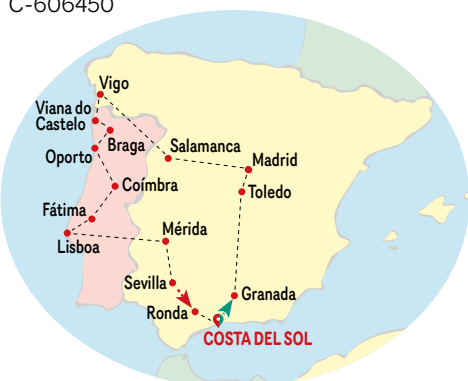 C-606450
Vigo
Viana do
Castelo
Braga
Oporto
Salamanca
Madrid
Coímbra
Toledo
Fátima
Lisboa
Mérida
Sevilla
Granada
Ronda
COSTA DEL SOL